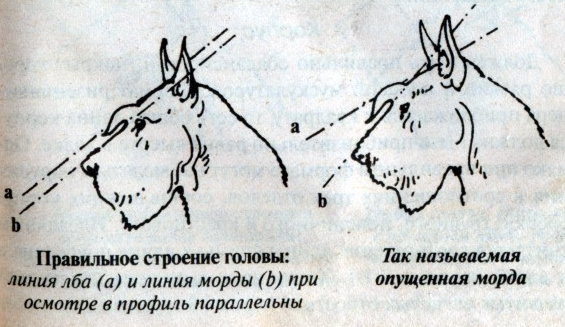 a
b
a
Правильное строение головы:
линия лба (a) и линия морды (b) при
осмотре в профиль параллельны
Так называемая
опущенная морда